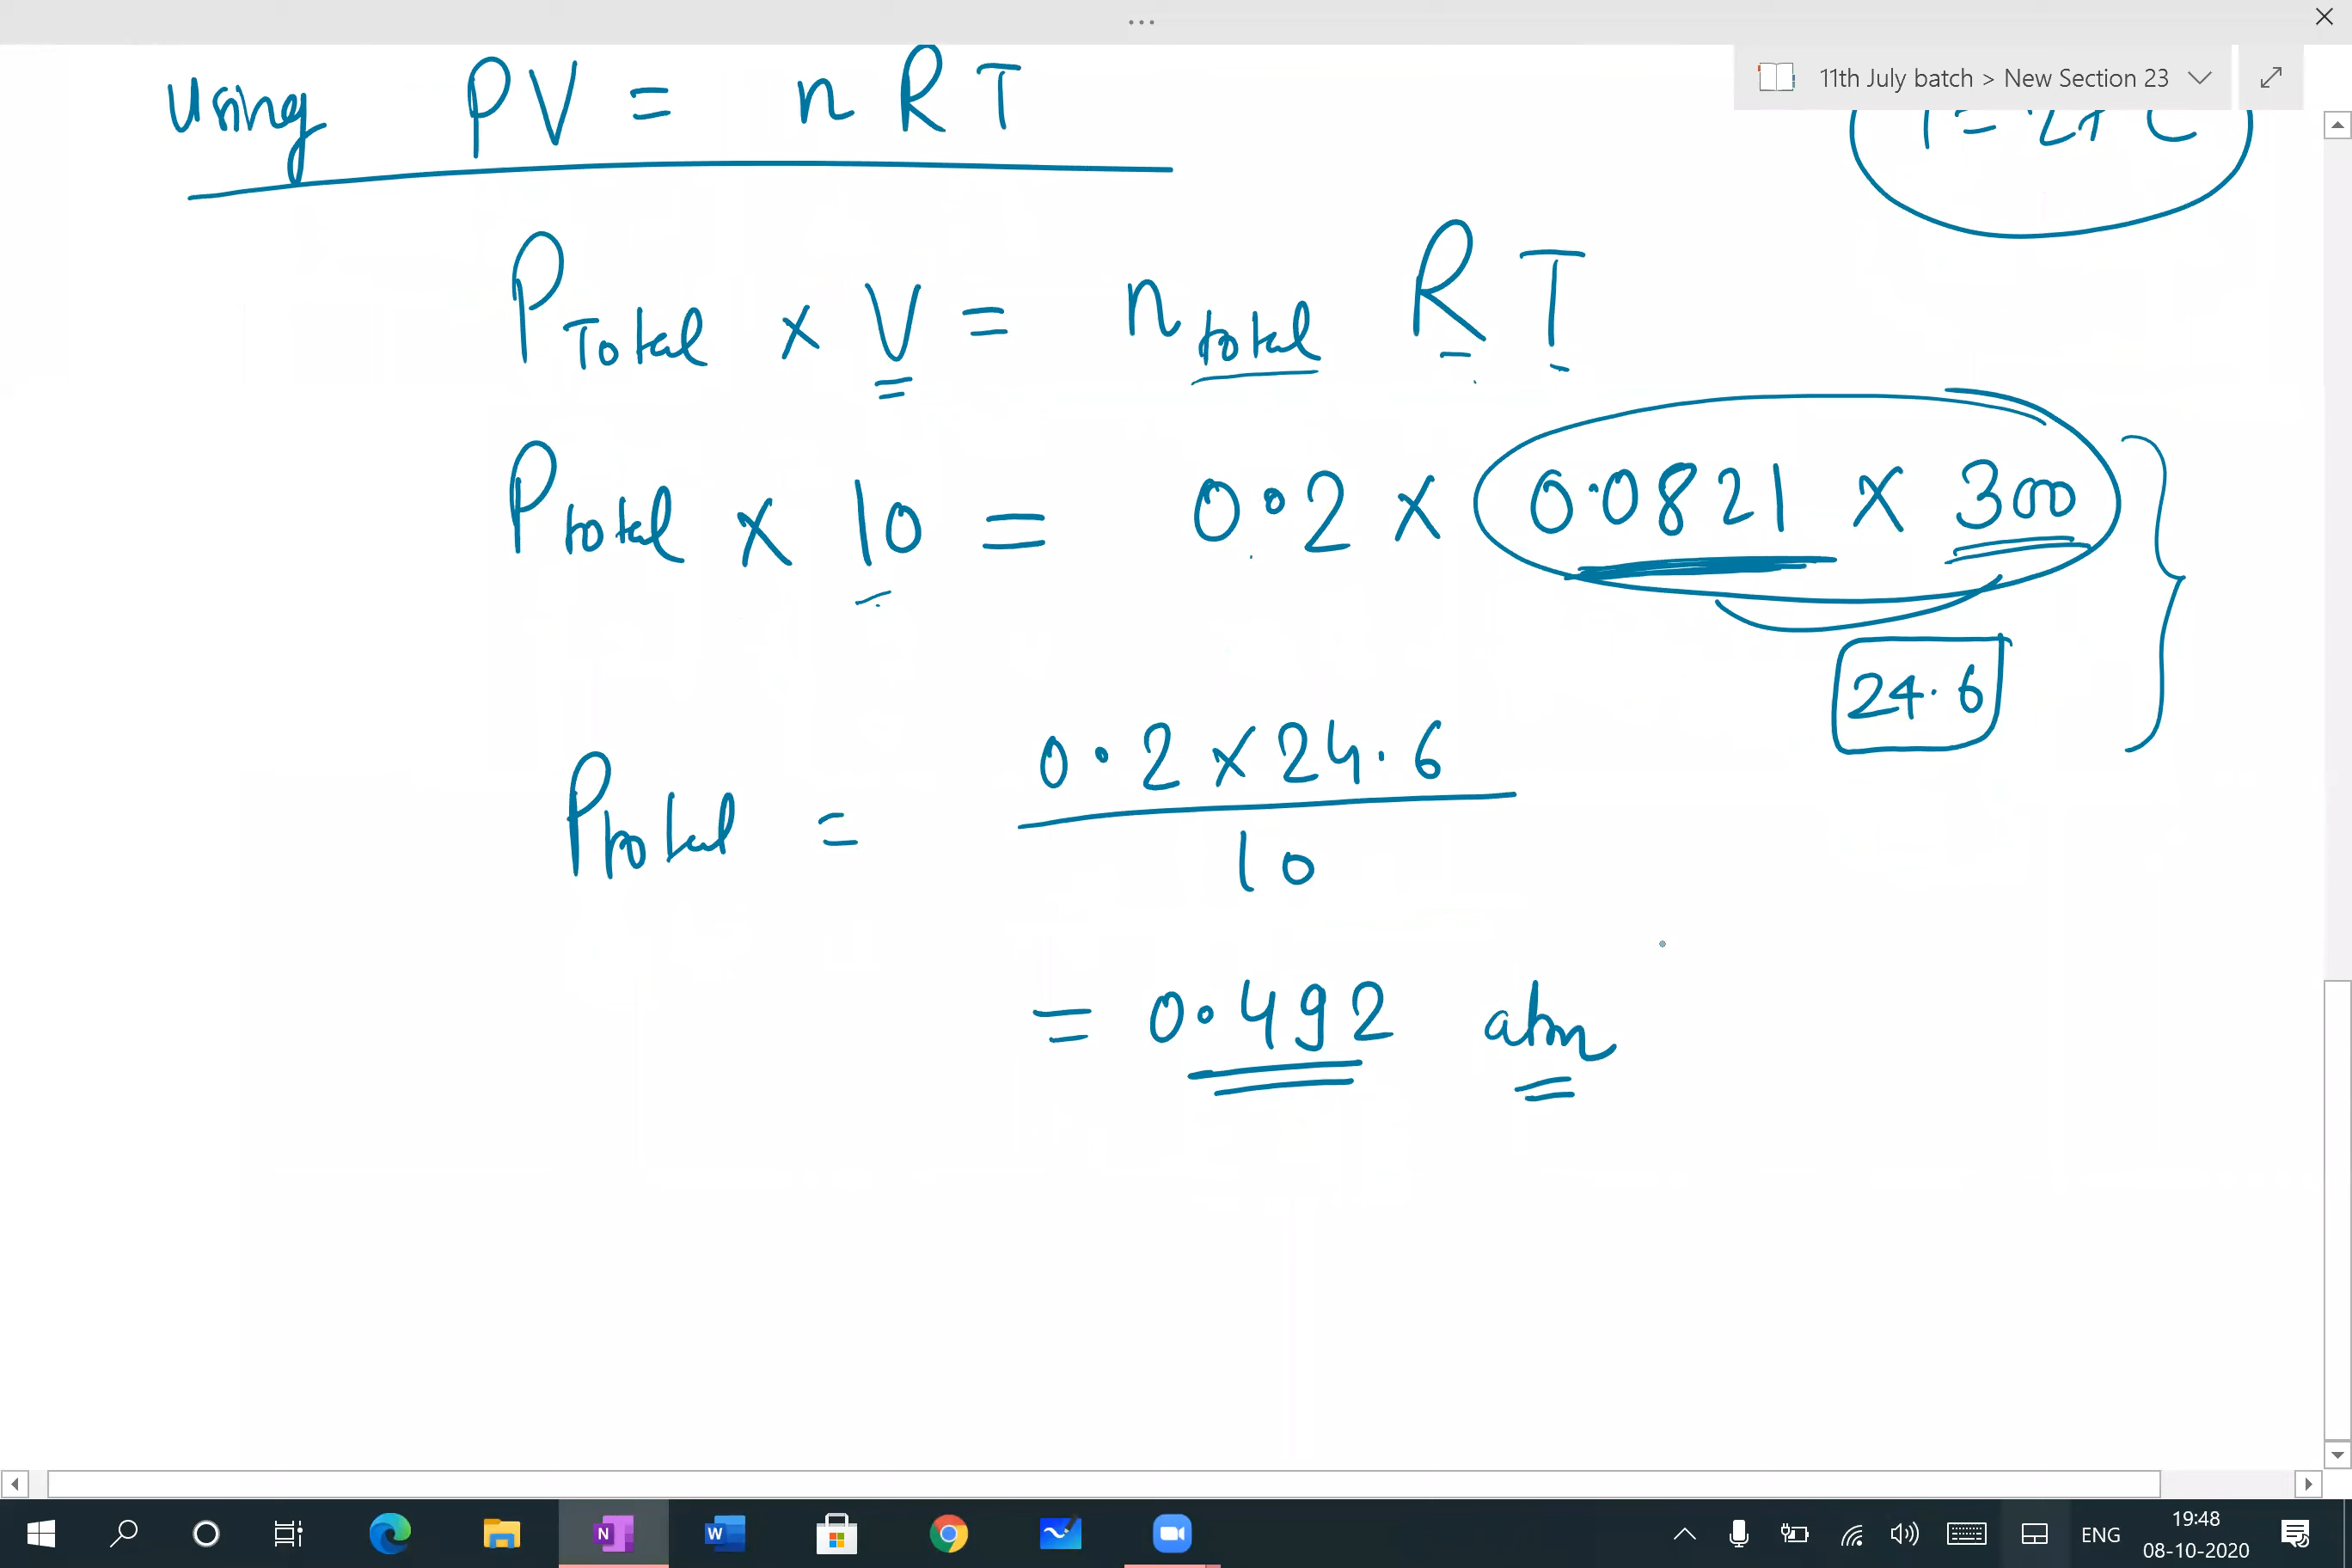 11th July batch > New Section 23
Using PV = nRT
T = 27°C
P_Total × V = n_total RT
P_total × 10 = 0.2 × 0.0821 × 300
24.6
P_total = 0.2 × 24.6 / 10
= 0.492 atm
ENG
19:48
08-10-2020